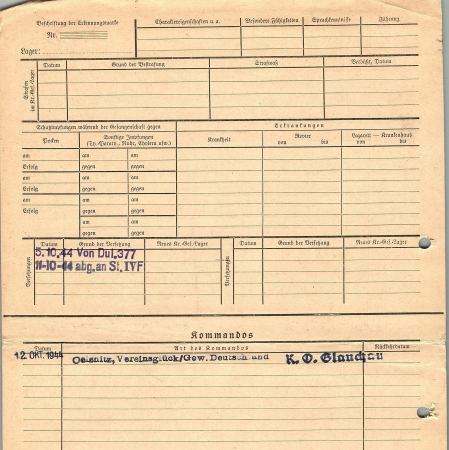 Beschriftung der Erkennungsmarke
Nr.
Lager:
Charaktereigenschaften u. a.
Besondere Fähigkeiten
Sprachkenntnisse
Führung
Strafen im Kr.-Gef.-Lager
Datum
Grund der Bestrafung
Strafmaß
Verbüßt, Datum
Schutzimpfungen während der Gefangenschaft gegen
Erkrankungen
Pocken
Sonstige Impfungen
(Ty.-Paraty., Ruhr, Cholera usw.)
Krankheit
Revier
von bis
Lazarett — Krankenhaus
von bis
am am am
Erfolg gegen gegen
am am am
Erfolg gegen gegen
am am am
Erfolg gegen gegen
am am
gegen gegen
Versetzungen
Datum Grund der Versetzung Neues Kr.-Gef.-Lager
5. 10. 44 Von Dul. 377
11-10-44 abg. an St. IVF
Versetzungen
Datum Grund der Versetzung Neues Kr.-Gef.-Lager
Kommandos
Datum Art des Kommandos Rückkehrdatum
12. OKT. 1944 Oelsnitz, Vereinsglück/Gew. Deutschland K. O. Glauchau